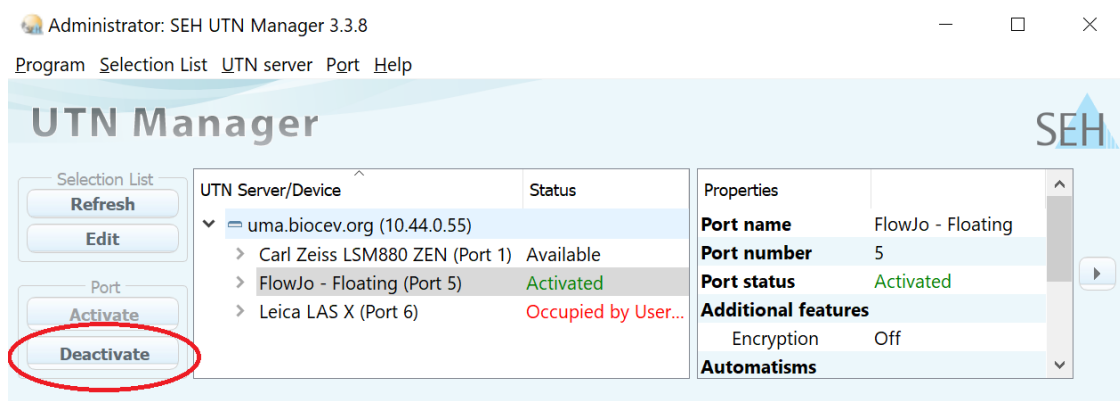 Administrator: SEH UTN Manager 3.3.8
Program Selection List UTN server Port Help
UTN Manager
SEH
Selection List
Refresh
Edit
Port
Activate
Deactivate
UTN Server/Device Status
uma.biocev.org (10.44.0.55)
Carl Zeiss LSM880 ZEN (Port 1) Available
FlowJo - Floating (Port 5) Activated
Leica LAS X (Port 6) Occupied by User...
Properties
Port name FlowJo - Floating
Port number 5
Port status Activated
Additional features
Encryption Off
Automatisms